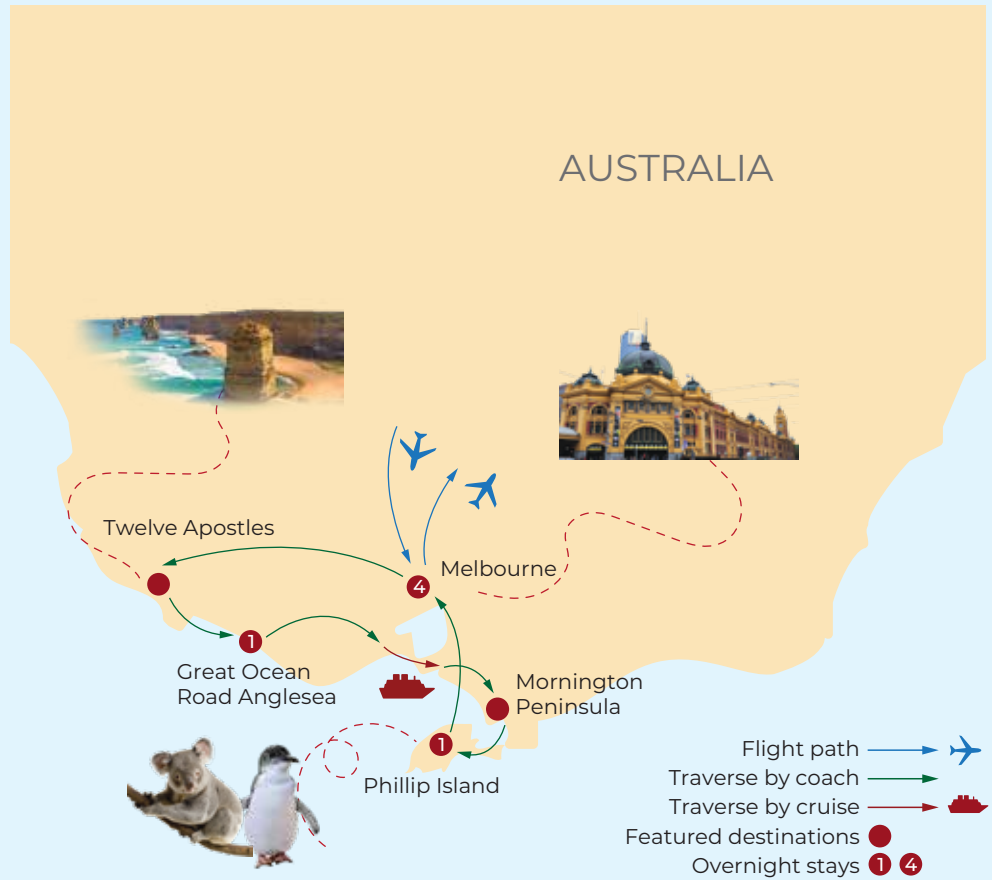 AUSTRALIA
Twelve Apostles
Melbourne
4
1
Great Ocean
Road Anglesea
Mornington
Peninsula
1
Phillip Island
Flight path
Traverse by coach
Traverse by cruise
Featured destinations
Overnight stays 1 4